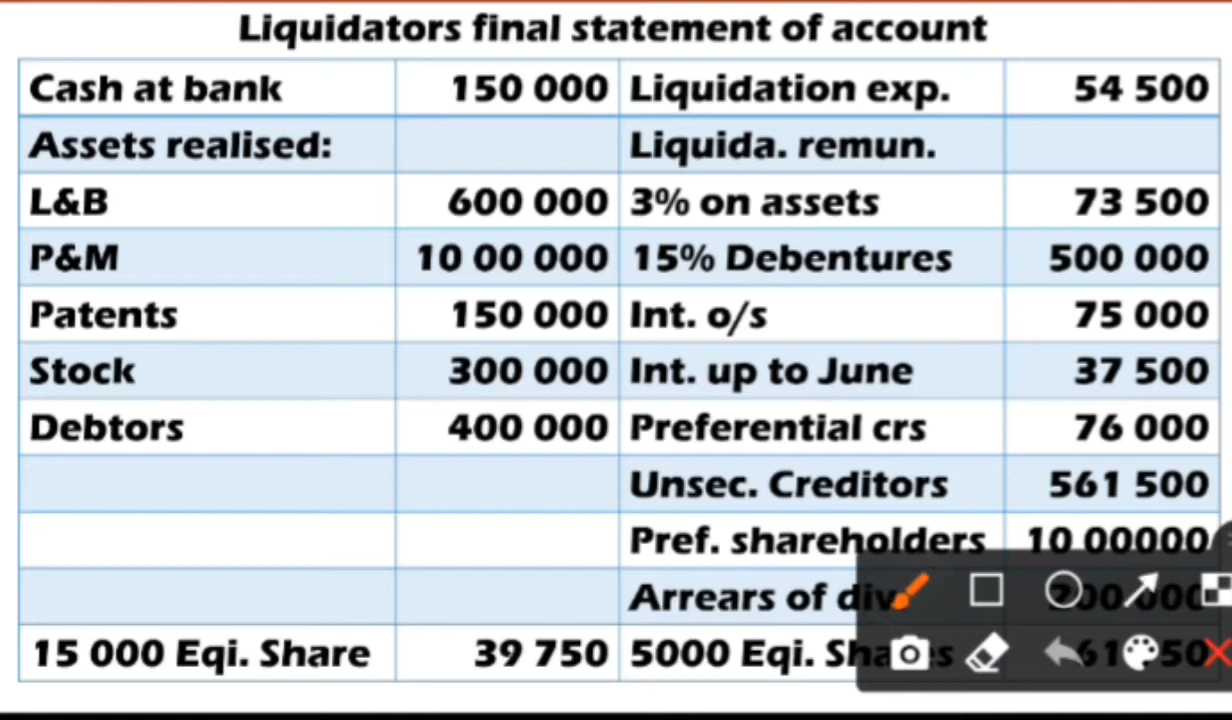 Liquidators final statement of account
Cash at bank 150 000 Liquidation exp. 54 500
Assets realised: Liquida. remun.
L&B 600 000 3% on assets 73 500
P&M 10 00 000 15% Debentures 500 000
Patents 150 000 Int. o/s 75 000
Stock 300 000 Int. up to June 37 500
Debtors 400 000 Preferential crs 76 000
Unsec. Creditors 561 500
Pref. shareholders 10 00000
Arrears of div
15 000 Eqi. Share 39 750 5000 Eqi.